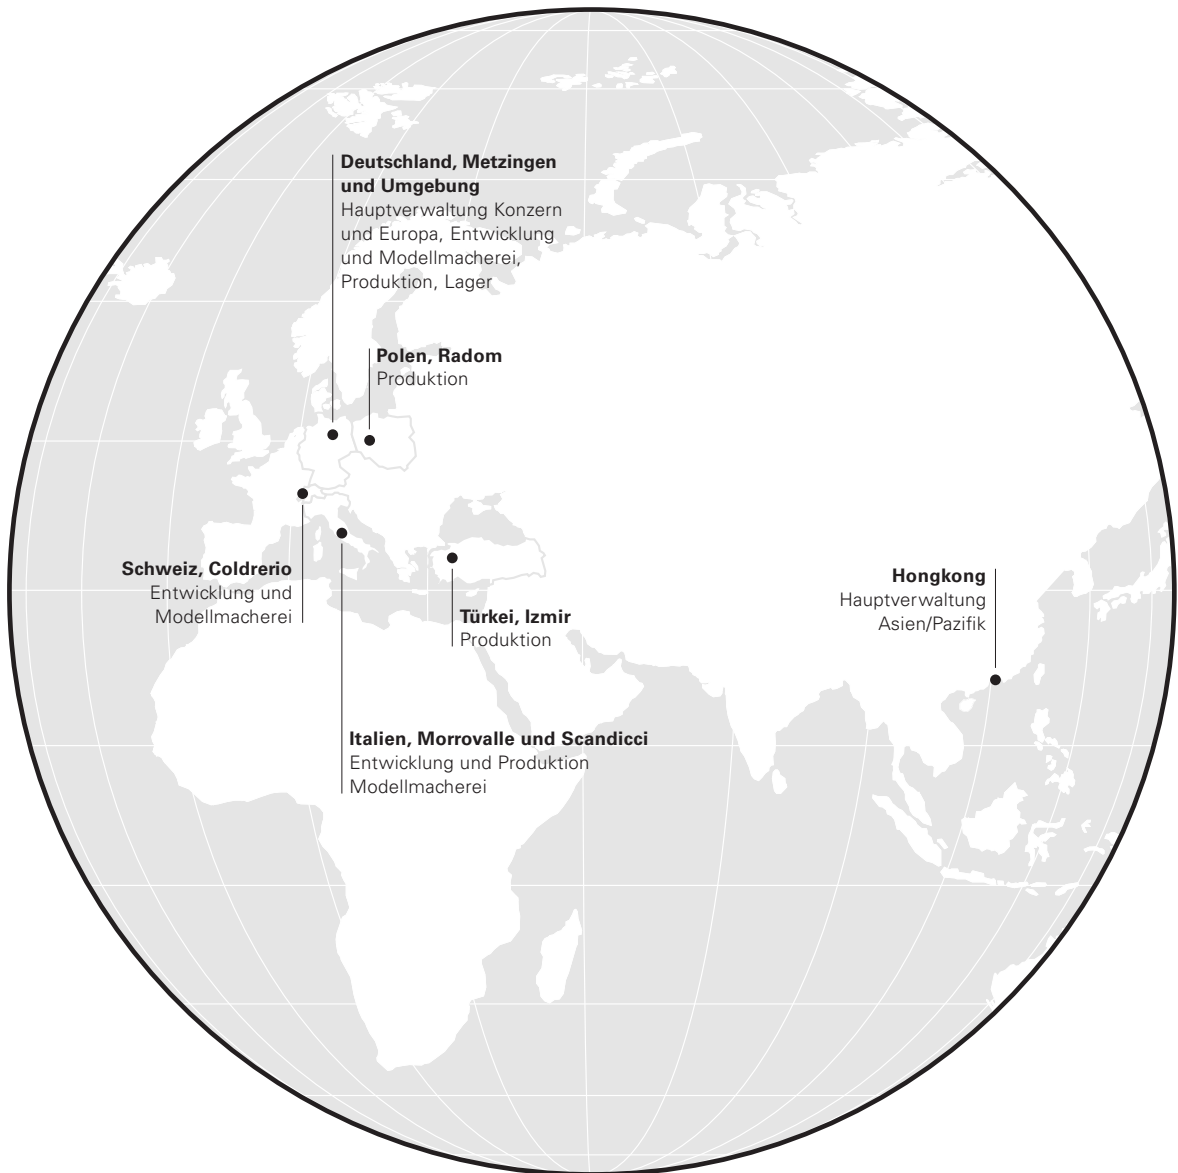 Deutschland, Metzingen
und Umgebung
Hauptverwaltung Konzern
und Europa, Entwicklung
und Modellmacherei,
Produktion, Lager
Polen, Radom
Produktion
Schweiz, Coldrerio
Entwicklung und
Modellmacherei
Türkei, Izmir
Produktion
Hongkong
Hauptverwaltung
Asien/Pazifik
Italien, Morrovalle und Scandicci
Entwicklung und Produktion
Modellmacherei